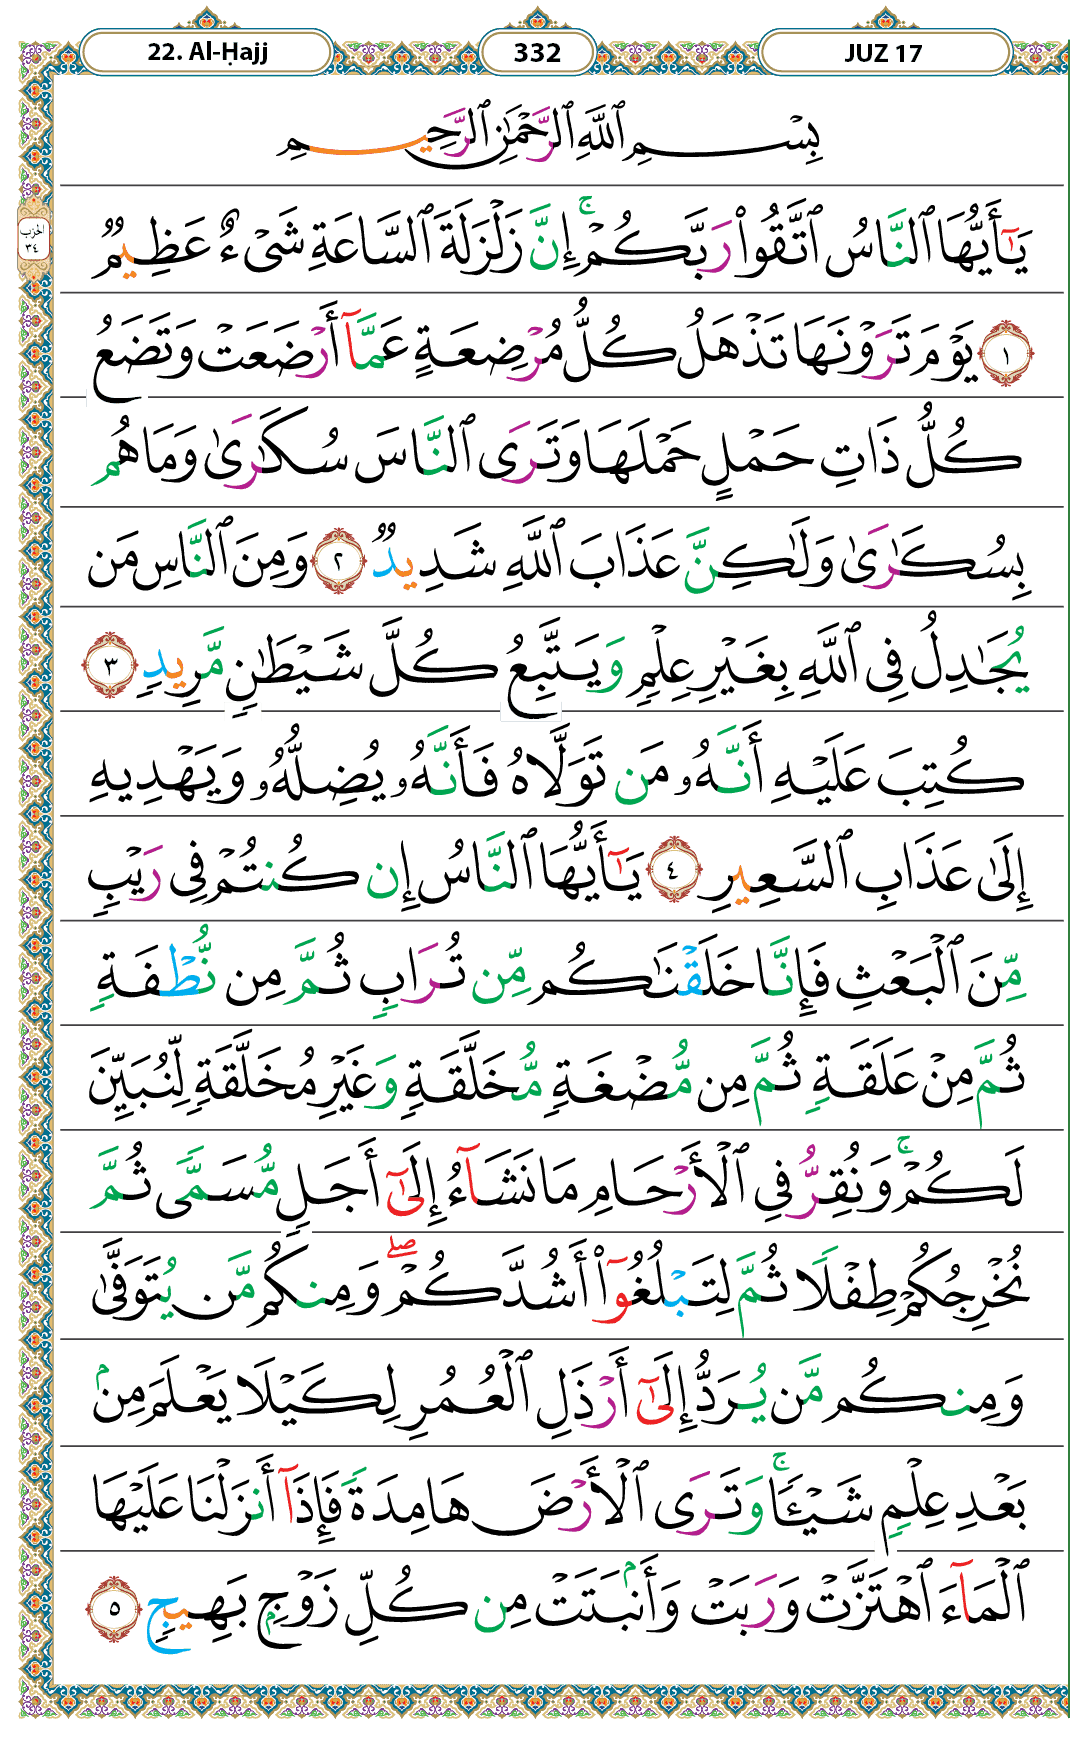 22. Al-Ḥajj
332
JUZ 17
بِسْمِ ٱللَّهِ ٱلرَّحْمَٰنِ ٱلرَّحِيمِ
الحزب
٣٤
يَٰٓأَيُّهَا ٱلنَّاسُ ٱتَّقُوا۟ رَبَّكُمْ ۚ إِنَّ زَلْزَلَةَ ٱلسَّاعَةِ شَىْءٌ عَظِيمٌ
١ يَوْمَ تَرَوْنَهَا تَذْهَلُ كُلُّ مُرْضِعَةٍ عَمَّآ أَرْضَعَتْ وَتَضَعُ
كُلُّ ذَاتِ حَمْلٍ حَمْلَهَا وَتَرَى ٱلنَّاسَ سُكَٰرَىٰ وَمَا هُم
بِسُكَٰرَىٰ وَلَٰكِنَّ عَذَابَ ٱللَّهِ شَدِيدٌ ٢ وَمِنَ ٱلنَّاسِ مَن
يُجَٰدِلُ فِى ٱللَّهِ بِغَيْرِ عِلْمٍ وَيَتَّبِعُ كُلَّ شَيْطَٰنٍ مَّرِيدٍ ٣
كُتِبَ عَلَيْهِ أَنَّهُۥ مَن تَوَلَّاهُ فَأَنَّهُۥ يُضِلُّهُۥ وَيَهْدِيهِ
إِلَىٰ عَذَابِ ٱلسَّعِيرِ ٤ يَٰٓأَيُّهَا ٱلنَّاسُ إِن كُنتُمْ فِى رَيْبٍ
مِّنَ ٱلْبَعْثِ فَإِنَّا خَلَقْنَٰكُم مِّن تُرَابٍ ثُمَّ مِن نُّطْفَةٍ
ثُمَّ مِنْ عَلَقَةٍ ثُمَّ مِن مُّضْغَةٍ مُّخَلَّقَةٍ وَغَيْرِ مُخَلَّقَةٍ لِّنُبَيِّنَ
لَكُمْ ۚ وَنُقِرُّ فِى ٱلْأَرْحَامِ مَا نَشَآءُ إِلَىٰٓ أَجَلٍ مُّسَمًّى ثُمَّ
نُخْرِجُكُمْ طِفْلًا ثُمَّ لِتَبْلُغُوٓا۟ أَشُدَّكُمْ ۖ وَمِنكُم مَّن يُتَوَفَّىٰ
وَمِنكُم مَّن يُرَدُّ إِلَىٰٓ أَرْذَلِ ٱلْعُمُرِ لِكَيْلَا يَعْلَمَ مِنۢ
بَعْدِ عِلْمٍ شَيْـًٔا ۚ وَتَرَى ٱلْأَرْضَ هَامِدَةً فَإِذَآ أَنزَلْنَا عَلَيْهَا
ٱلْمَآءَ ٱهْتَزَّتْ وَرَبَتْ وَأَنۢبَتَتْ مِن كُلِّ زَوْجٍۭ بَهِيجٍ ٥